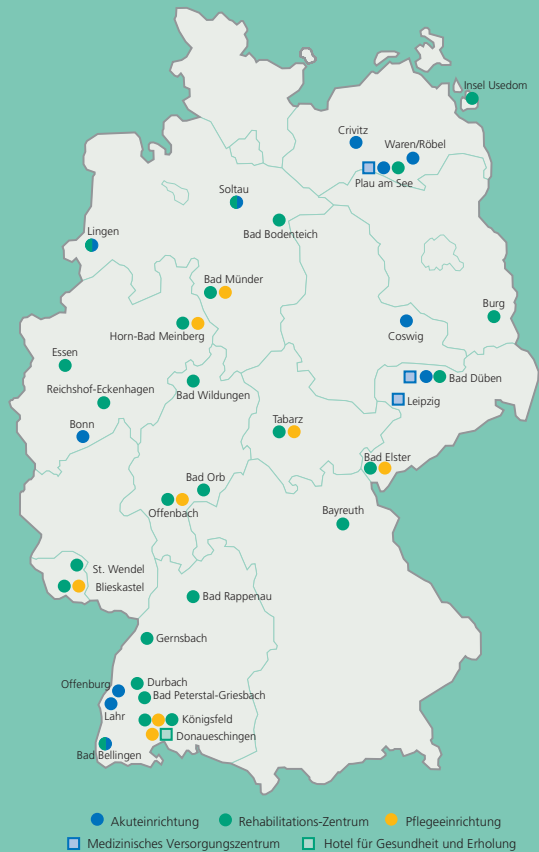 Insel Usedom
Crivitz
Waren/Röbel
Plau am See
Soltau
Bad Bodenteich
Lingen
Bad Münder
Burg
Horn-Bad Meinberg
Coswig
Essen
Bad Düben
Reichshof-Eckenhagen
Bad Wildungen
Leipzig
Tabarz
Bonn
Bad Elster
Bad Orb
Offenbach
Bayreuth
St. Wendel
Blieskastel
Bad Rappenau
Gernsbach
Offenburg
Durbach
Bad Peterstal-Griesbach
Lahr
Königsfeld
Donaueschingen
Bad Bellingen
Akuteinrichtung Rehabilitations-Zentrum Pflegeeinrichtung
Medizinisches Versorgungszentrum Hotel für Gesundheit und Erholung